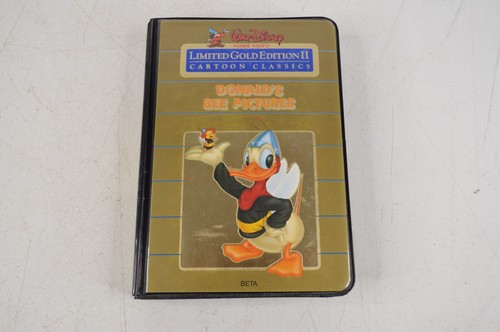 Walt Disney
HOME VIDEO
LIMITED GOLD EDITION II
CARTOON CLASSICS
DONALD'S
BEE PICTURES
BETA